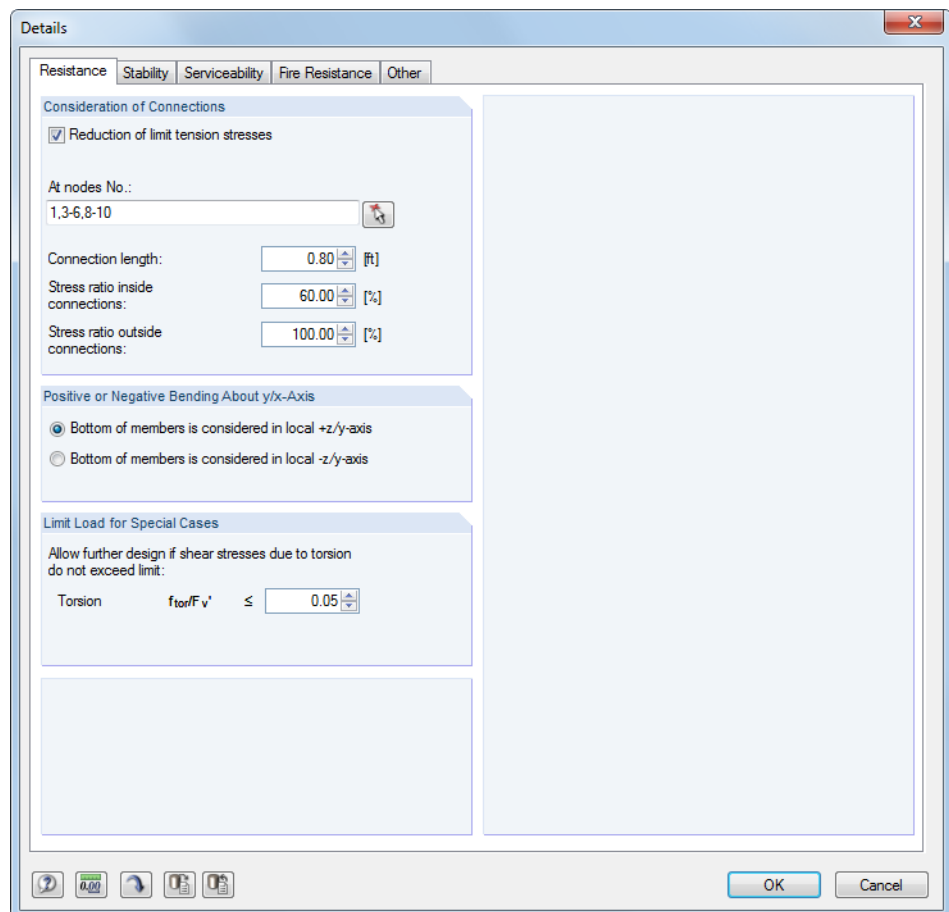 Details
Resistance Stability Serviceability Fire Resistance Other
Consideration of Connections
Reduction of limit tension stresses
At nodes No.:
1,3-6,8-10
Connection length: 0.80 [ft]
Stress ratio inside
connections: 60.00 [%]
Stress ratio outside
connections: 100.00 [%]
Positive or Negative Bending About y/x-Axis
Bottom of members is considered in local +z/y-axis
Bottom of members is considered in local -z/y-axis
Limit Load for Special Cases
Allow further design if shear stresses due to torsion
do not exceed limit:
Torsion ftor/Fv' ≤ 0.05
0.00 OK Cancel